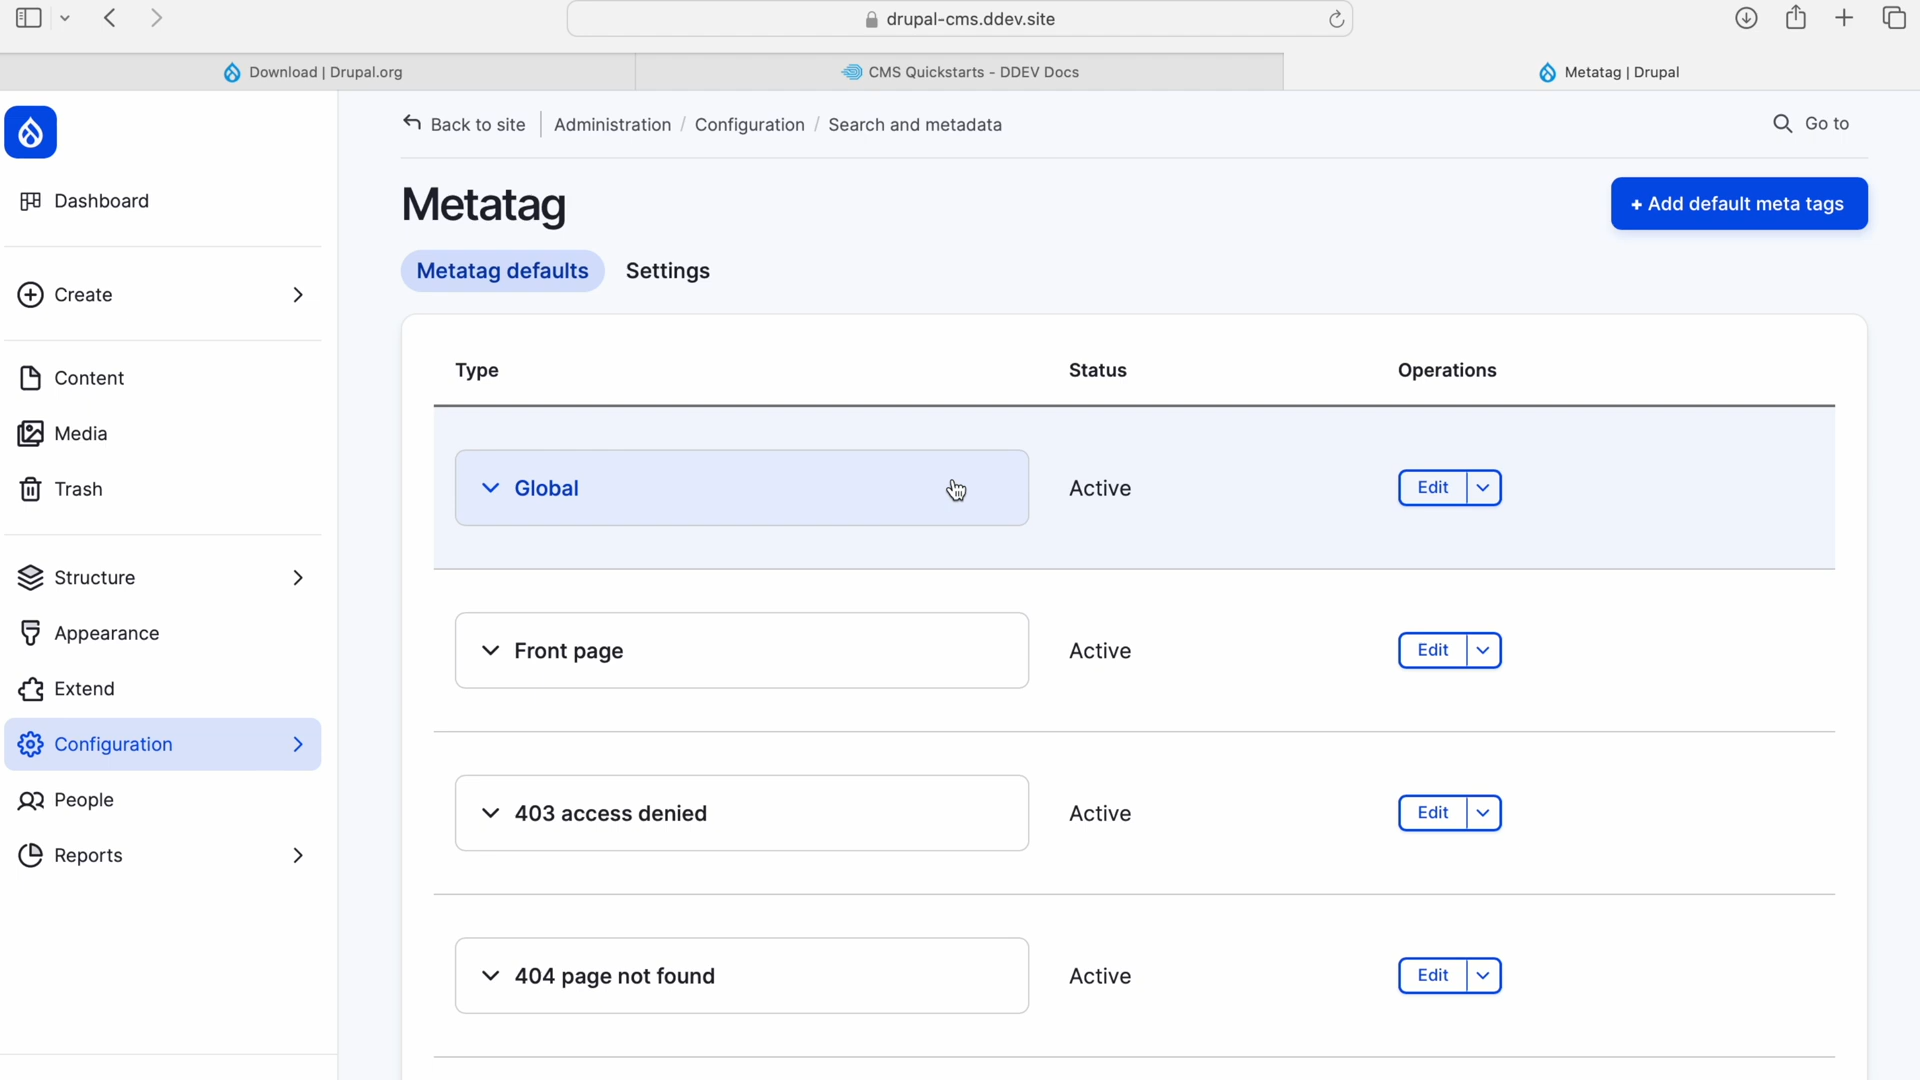 drupal-cms.ddev.site
Download | Drupal.org
CMS Quickstarts - DDEV Docs
Metatag | Drupal
Back to site
Administration / Configuration / Search and metadata
Go to
Dashboard
Create
Content
Media
Trash
Structure
Appearance
Extend
Configuration
People
Reports
Metatag
+ Add default meta tags
Metatag defaults
Settings
Type Status Operations
Global Active Edit
Front page Active Edit
403 access denied Active Edit
404 page not found Active Edit